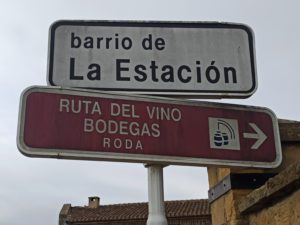 barrio de
La Estación
RUTA DEL VINO
BODEGAS
RODA